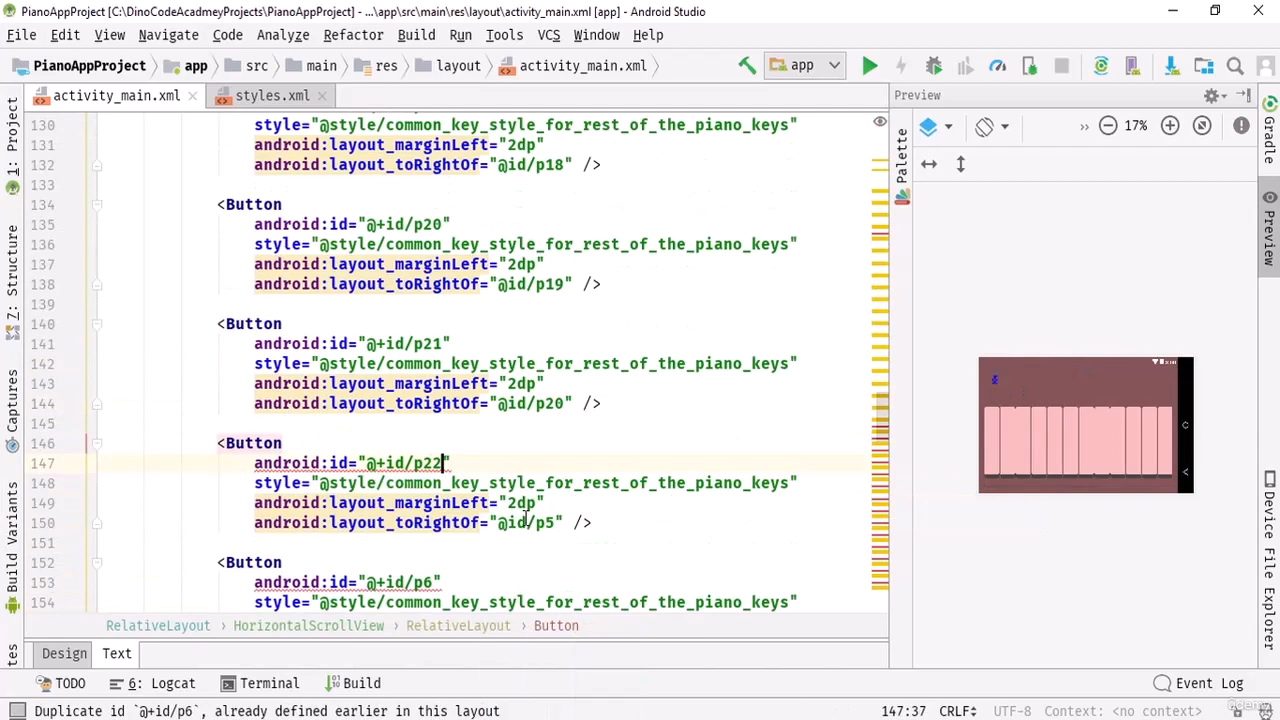 PianoAppProject [C:\DinoCodeAcadmeyProjects\PianoAppProject] - ...\app\src\main\res\layout\activity_main.xml [app] - Android Studio
File Edit View Navigate Code Analyze Refactor Build Run Tools VCS Window Help
PianoAppProject app src main res layout activity_main.xml app
activity_main.xml styles.xml Preview
130 style="@style/common_key_style_for_rest_of_the_piano_keys"
131 android:layout_marginLeft="2dp"
132 android:layout_toRightOf="@id/p18" />
133
134 <Button
135 android:id="@+id/p20"
136 style="@style/common_key_style_for_rest_of_the_piano_keys"
137 android:layout_marginLeft="2dp"
138 android:layout_toRightOf="@id/p19" />
139
140 <Button
141 android:id="@+id/p21"
142 style="@style/common_key_style_for_rest_of_the_piano_keys"
143 android:layout_marginLeft="2dp"
144 android:layout_toRightOf="@id/p20" />
145
146 <Button
147 android:id="@+id/p22"
148 style="@style/common_key_style_for_rest_of_the_piano_keys"
149 android:layout_marginLeft="2dp"
150 android:layout_toRightOf="@id/p5" />
151
152 <Button
153 android:id="@+id/p6"
154 style="@style/common_key_style_for_rest_of_the_piano_keys"
RelativeLayout HorizontalScrollView RelativeLayout Button
Design Text
TODO 6: Logcat Terminal Build Event Log
Duplicate id `@+id/p6`, already defined earlier in this layout 147:37 CRLF UTF-8 Context: <no context>
1: Project
Z: Structure
Captures
Build Variants
Palette
17%
Gradle
Preview
Device File Explorer